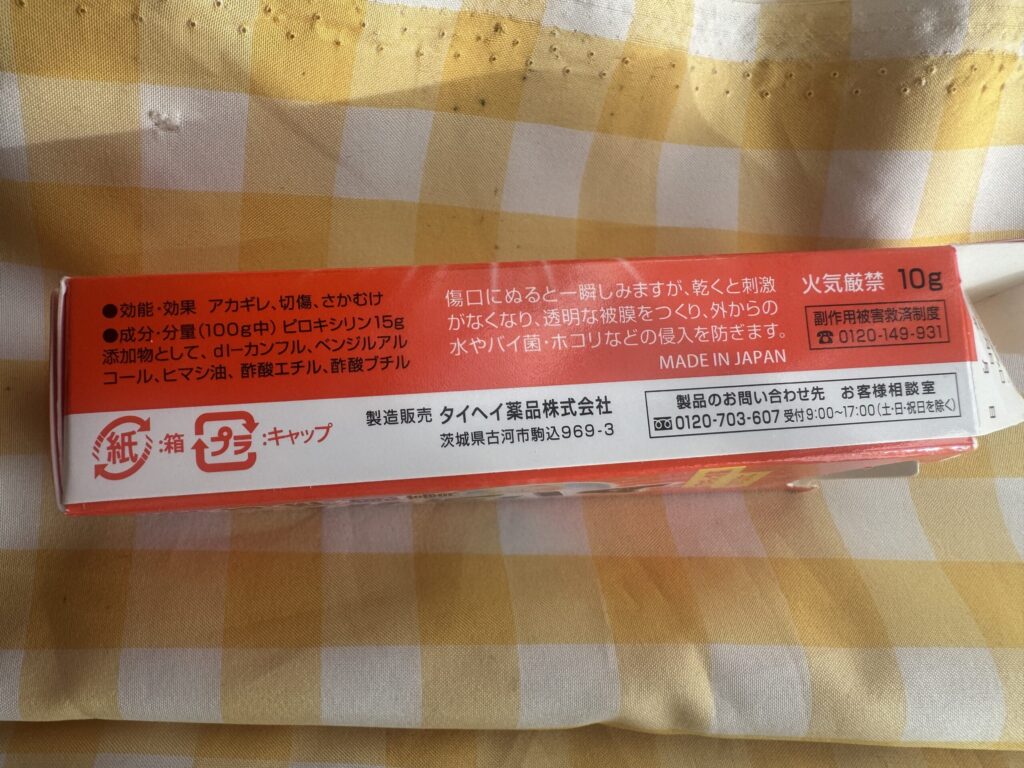 ●効能・効果 アカギレ、切傷、さかむけ
●成分・分量(100g中) ピロキシリン15g
添加物として、dl-カンフル、ベンジルアル
コール、ヒマシ油、酢酸エチル、酢酸ブチル
傷口にぬると一瞬しみますが、乾くと刺激
がなくなり、透明な被膜をつくり、外からの
水やバイ菌・ホコリなどの侵入を防ぎます。
MADE IN JAPAN
火気厳禁 10g
副作用被害救済制度
☎0120-149-931
紙:箱 プラ:キャップ
製造販売 タイヘイ薬品株式会社
茨城県古河市駒込969-3
製品のお問い合わせ先 お客様相談室
0120-703-607 受付9:00~17:00(土・日・祝日を除く)